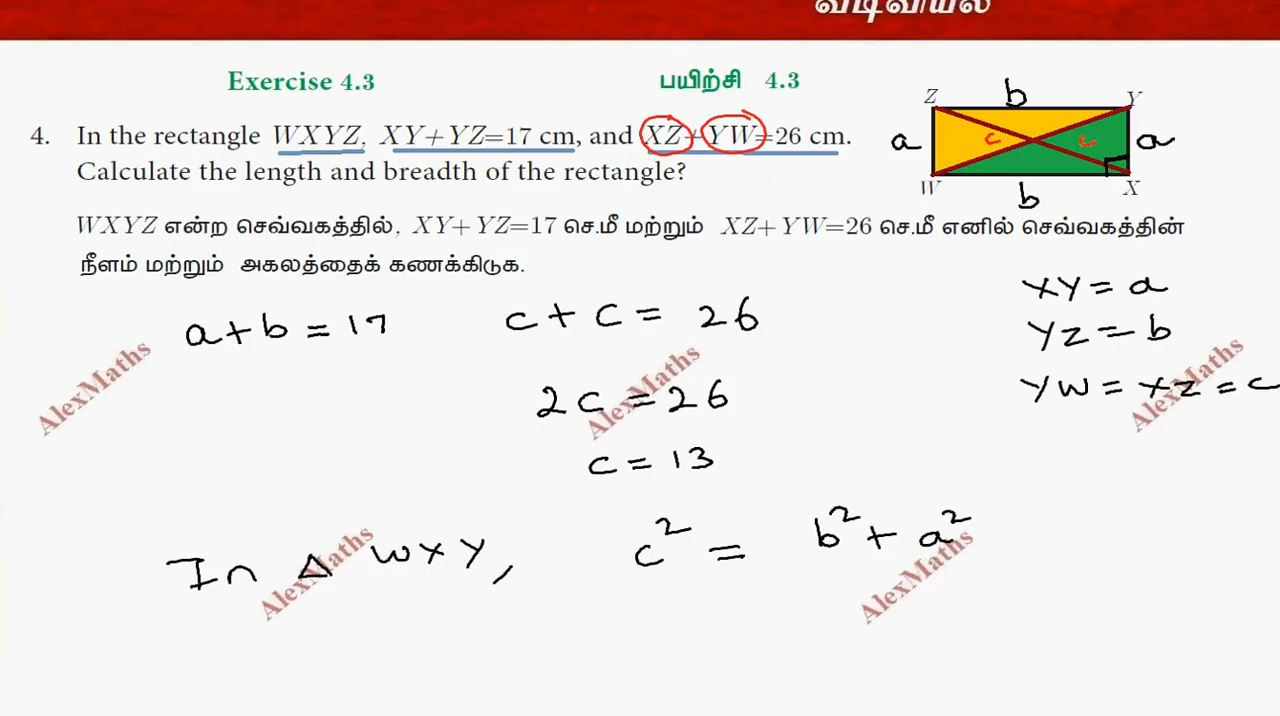 வடிவியல்
Exercise 4.3
பயிற்சி 4.3
4. In the rectangle WXYZ, XY+YZ=17 cm, and XZ+YW=26 cm.
Calculate the length and breadth of the rectangle?
WXYZ என்ற செவ்வகத்தில், XY+YZ=17 செ.மீ மற்றும் XZ+YW=26 செ.மீ எனில் செவ்வகத்தின்
நீளம் மற்றும் அகலத்தைக் கணக்கிடுக.
Z b Y
a c c a
W b X
XY = a
a+b = 17 c + c = 26
YZ = b
YW = XZ = c
2c = 26
c = 13
In Δ WXY, c² = b² + a²
AlexMaths
AlexMaths
AlexMaths
AlexMaths
AlexMaths